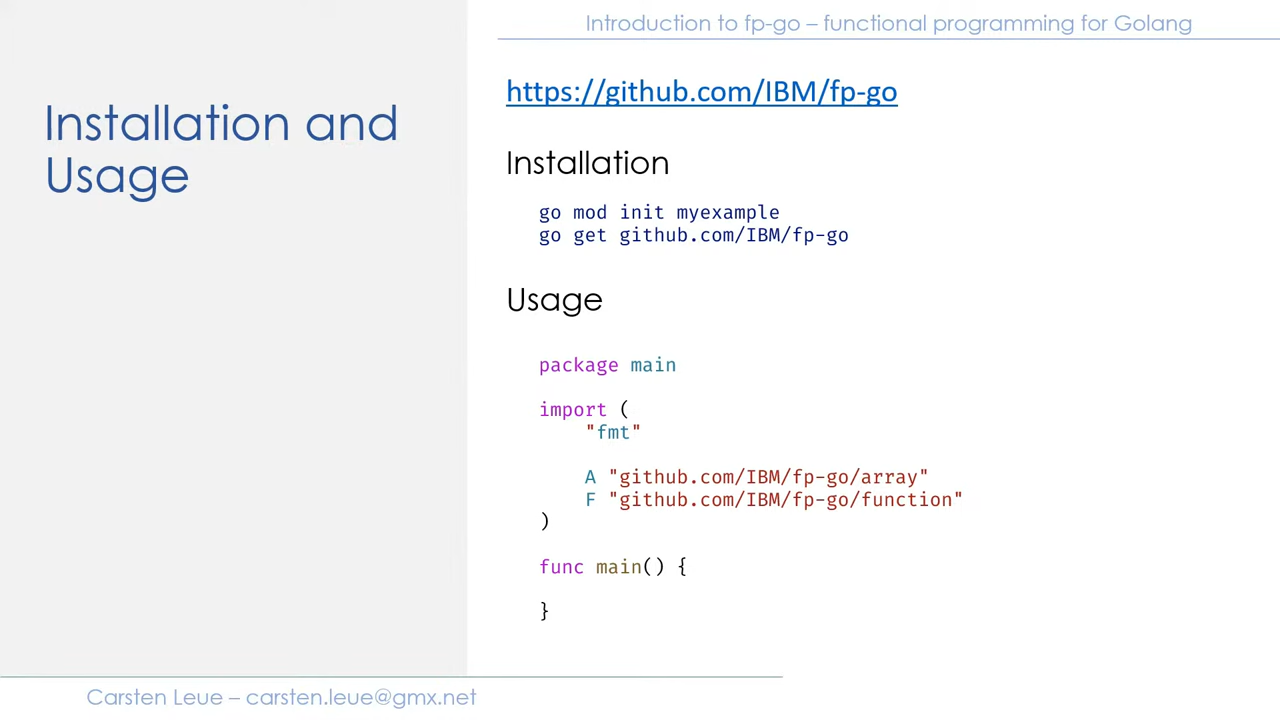 Introduction to fp-go – functional programming for Golang
Installation and
Usage
https://github.com/IBM/fp-go
Installation
go mod init myexample
go get github.com/IBM/fp-go
Usage
package main
import (
"fmt"
A "github.com/IBM/fp-go/array"
F "github.com/IBM/fp-go/function"
)
func main() {
}
Carsten Leue – carsten.leue@gmx.net